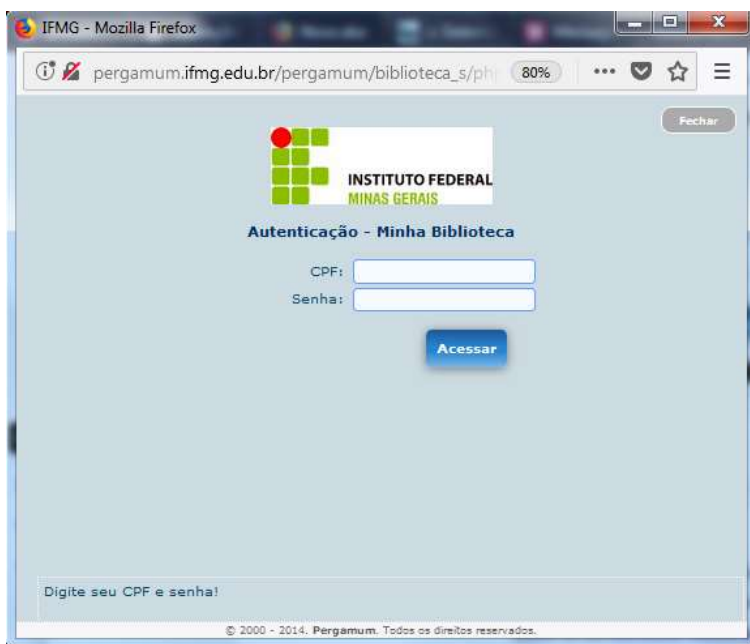 IFMG - Mozilla Firefox
pergamum.ifmg.edu.br/pergamum/biblioteca_s/ph
80%
Fechar
INSTITUTO FEDERAL
MINAS GERAIS
Autenticação - Minha Biblioteca
CPF:
Senha:
Acessar
Digite seu CPF e senha!
© 2000 - 2014. Pergamum. Todos os direitos reservados.